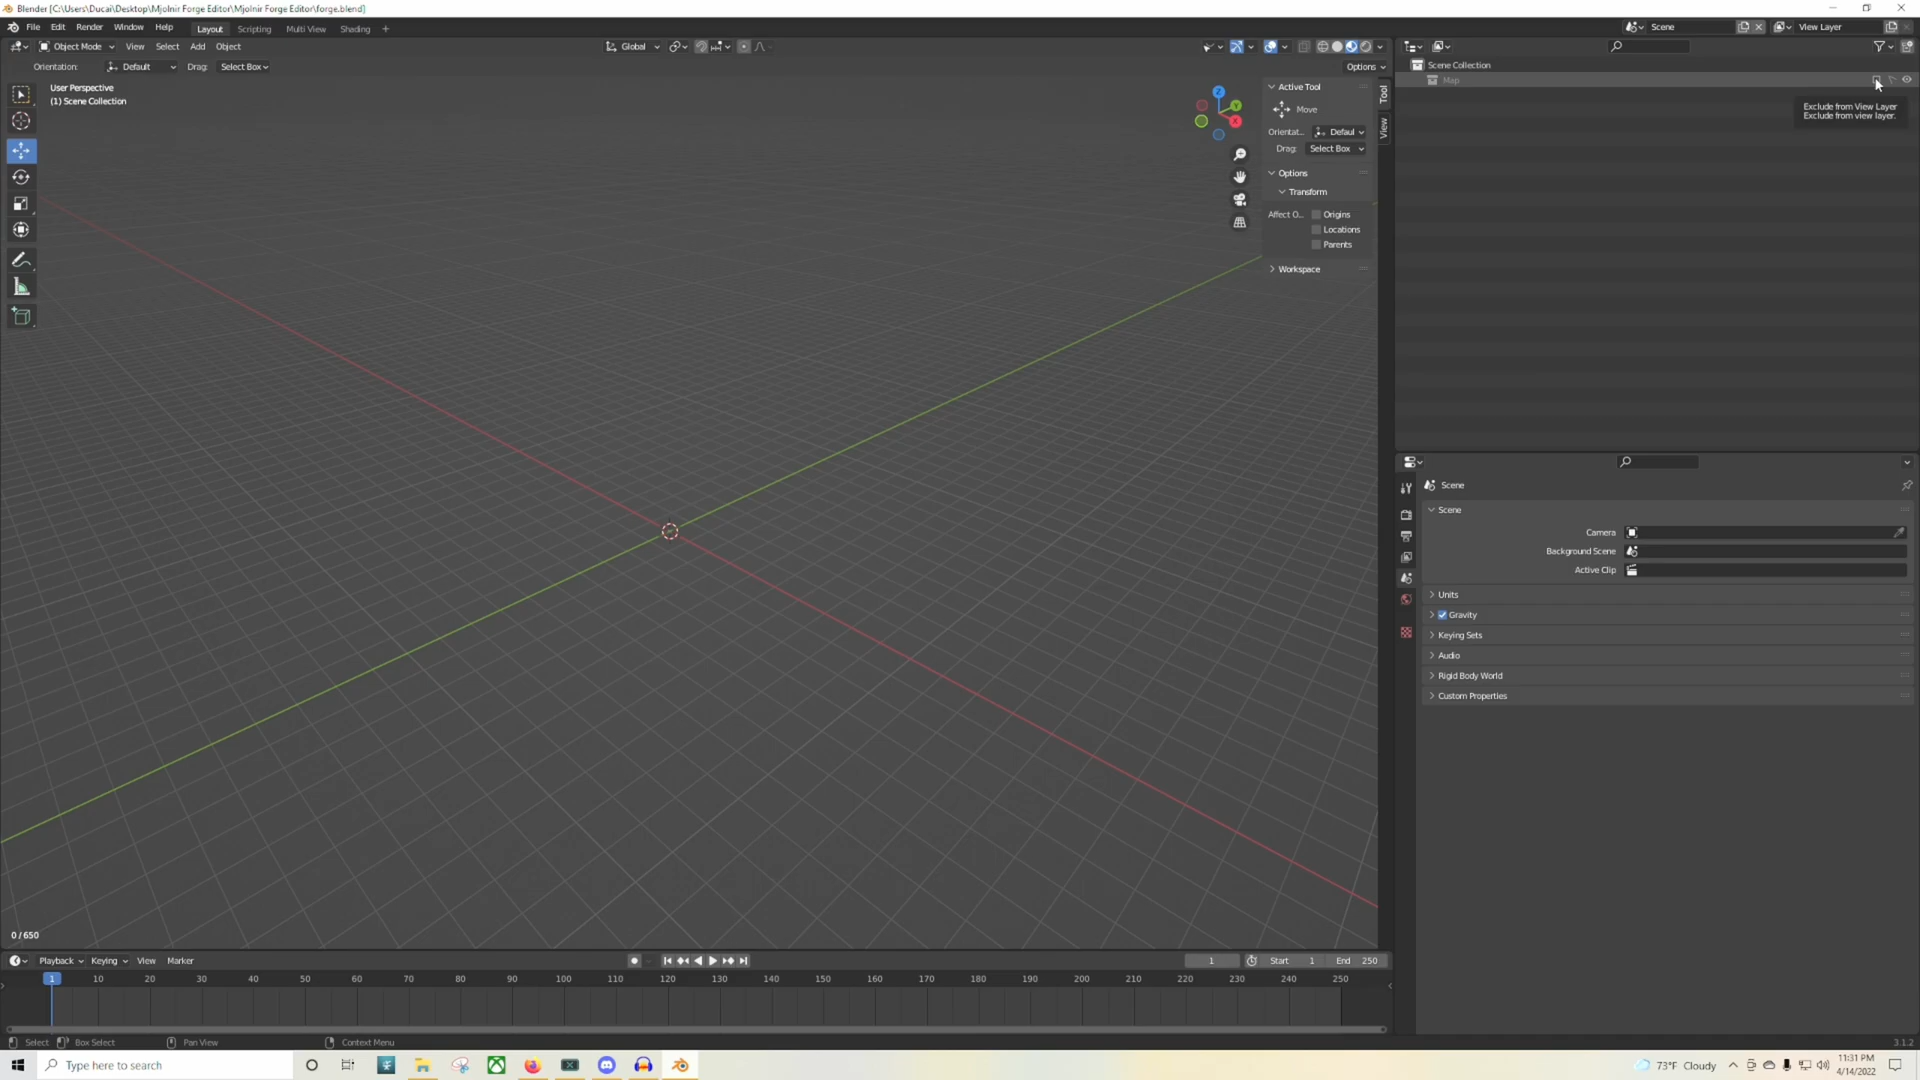 Blender [C:\Users\Ducai\Desktop\Mjolnir Forge Editor\Mjolnir Forge Editor\forge.blend]
File Edit Render Window Help Layout Scripting Multi View Shading +
Scene View Layer
Object Mode View Select Add Object Global
Orientation: Default Drag: Select Box Options
User Perspective
(1) Scene Collection
Z
Y
X
Tool
View
Active Tool
Move
Orientat... Defaul
Drag: Select Box
Options
Transform
Affect O... Origins
Locations
Parents
Workspace
Scene Collection
Map
Exclude from View Layer
Exclude from view layer.
Scene
Scene
Camera
Background Scene
Active Clip
Units
Gravity
Keying Sets
Audio
Rigid Body World
Custom Properties
0 / 650
Playback Keying View Marker 1 Start 1 End 250
1 10 20 30 40 50 60 70 80 90 100 110 120 130 140 150 160 170 180 190 200 210 220 230 240 250
Select Box Select Pan View Context Menu 3.1.2
Type here to search 73°F Cloudy 11:31 PM
4/14/2022